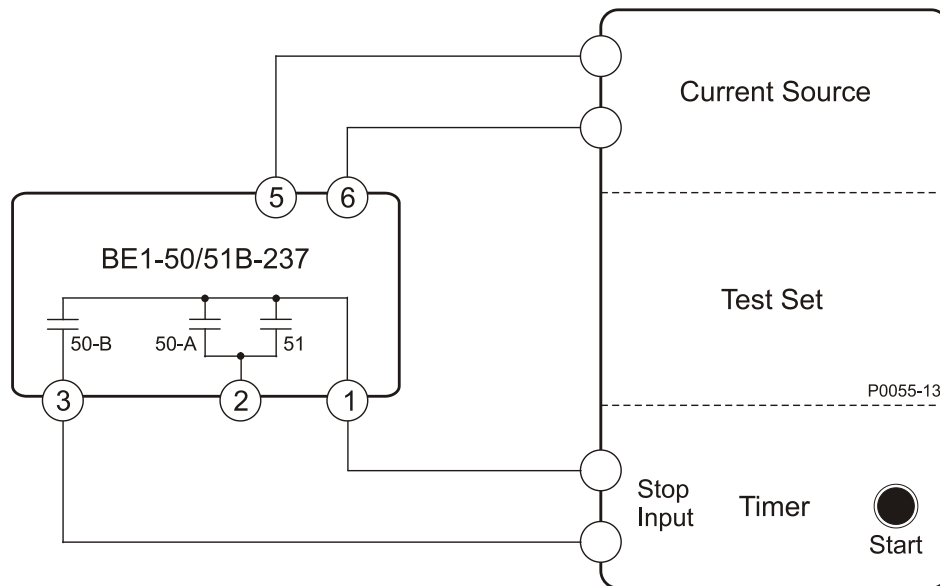 Current Source
5
6
BE1-50/51B-237
Test Set
50-B
50-A
51
P0055-13
3
2
1
Stop
Input
Timer
Start